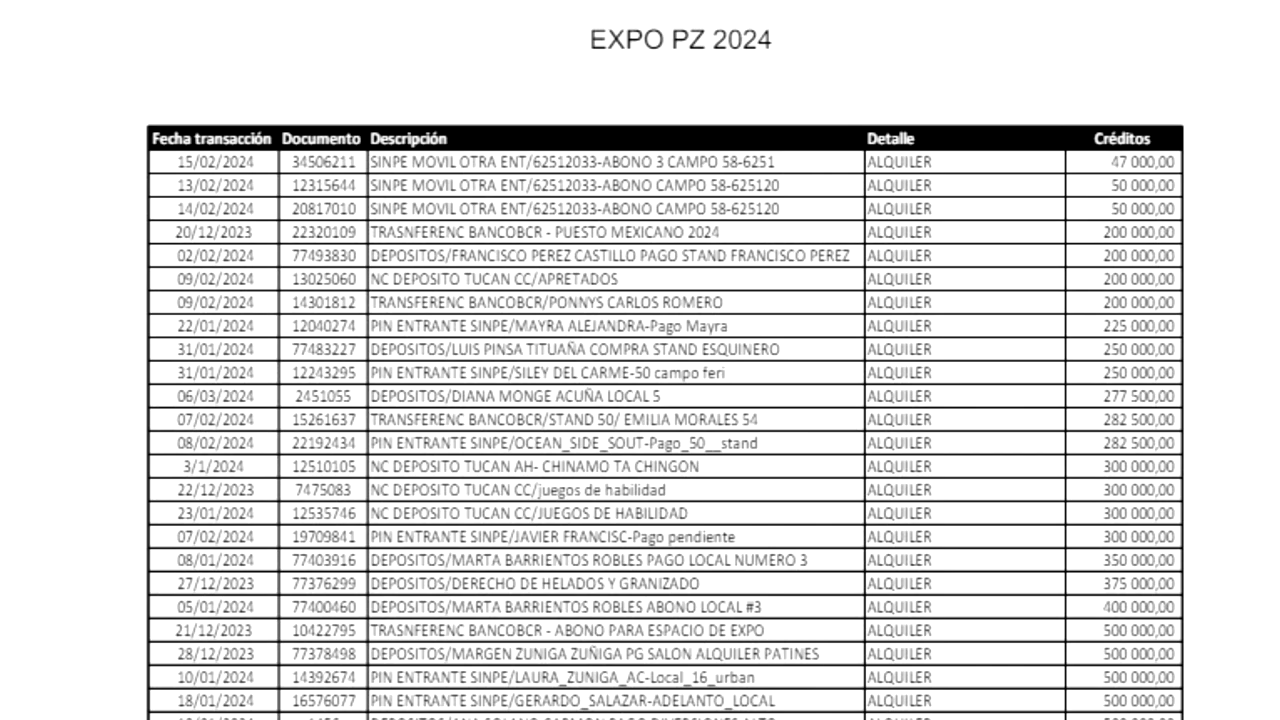 EXPO PZ 2024
Fecha transacción Documento Descripción Detalle Créditos
15/02/2024 34506211 SINPE MOVIL OTRA ENT/62512033-ABONO 3 CAMPO 58-6251 ALQUILER 47 000,00
13/02/2024 12315644 SINPE MOVIL OTRA ENT/62512033-ABONO CAMPO 58-625120 ALQUILER 50 000,00
14/02/2024 20817010 SINPE MOVIL OTRA ENT/62512033-ABONO CAMPO 58-625120 ALQUILER 50 000,00
20/12/2023 22320109 TRASNFERENC BANCOBCR - PUESTO MEXICANO 2024 ALQUILER 200 000,00
02/02/2024 77493830 DEPOSITOS/FRANCISCO PEREZ CASTILLO PAGO STAND FRANCISCO PEREZ ALQUILER 200 000,00
09/02/2024 13025060 NC DEPOSITO TUCAN CC/APRETADOS ALQUILER 200 000,00
09/02/2024 14301812 TRANSFERENC BANCOBCR/PONNYS CARLOS ROMERO ALQUILER 200 000,00
22/01/2024 12040274 PIN ENTRANTE SINPE/MAYRA ALEJANDRA-Pago Mayra ALQUILER 225 000,00
31/01/2024 77483227 DEPOSITOS/LUIS PINSA TITUAÑA COMPRA STAND ESQUINERO ALQUILER 250 000,00
31/01/2024 12243295 PIN ENTRANTE SINPE/SILEY DEL CARME-50 campo feri ALQUILER 250 000,00
06/03/2024 2451055 DEPOSITOS/DIANA MONGE ACUÑA LOCAL 5 ALQUILER 277 500,00
07/02/2024 15261637 TRANSFERENC BANCOBCR/STAND 50/ EMILIA MORALES 54 ALQUILER 282 500,00
08/02/2024 22192434 PIN ENTRANTE SINPE/OCEAN_SIDE_SOUT-Pago_50__stand ALQUILER 282 500,00
3/1/2024 12510105 NC DEPOSITO TUCAN AH- CHINAMO TA CHINGON ALQUILER 300 000,00
22/12/2023 7475083 NC DEPOSITO TUCAN CC/juegos de habilidad ALQUILER 300 000,00
23/01/2024 12535746 NC DEPOSITO TUCAN CC/JUEGOS DE HABILIDAD ALQUILER 300 000,00
07/02/2024 19709841 PIN ENTRANTE SINPE/JAVIER FRANCISC-Pago pendiente ALQUILER 300 000,00
08/01/2024 77403916 DEPOSITOS/MARTA BARRIENTOS ROBLES PAGO LOCAL NUMERO 3 ALQUILER 350 000,00
27/12/2023 77376299 DEPOSITOS/DERECHO DE HELADOS Y GRANIZADO ALQUILER 375 000,00
05/01/2024 77400460 DEPOSITOS/MARTA BARRIENTOS ROBLES ABONO LOCAL #3 ALQUILER 400 000,00
21/12/2023 10422795 TRASNFERENC BANCOBCR - ABONO PARA ESPACIO DE EXPO ALQUILER 500 000,00
28/12/2023 77378498 DEPOSITOS/MARGEN ZUNIGA ZUÑIGA PG SALON ALQUILER PATINES ALQUILER 500 000,00
10/01/2024 14392674 PIN ENTRANTE SINPE/LAURA_ZUNIGA_AC-Local_16_urban ALQUILER 500 000,00
18/01/2024 16576077 PIN ENTRANTE SINPE/GERARDO_SALAZAR-ADELANTO_LOCAL ALQUILER 500 000,00